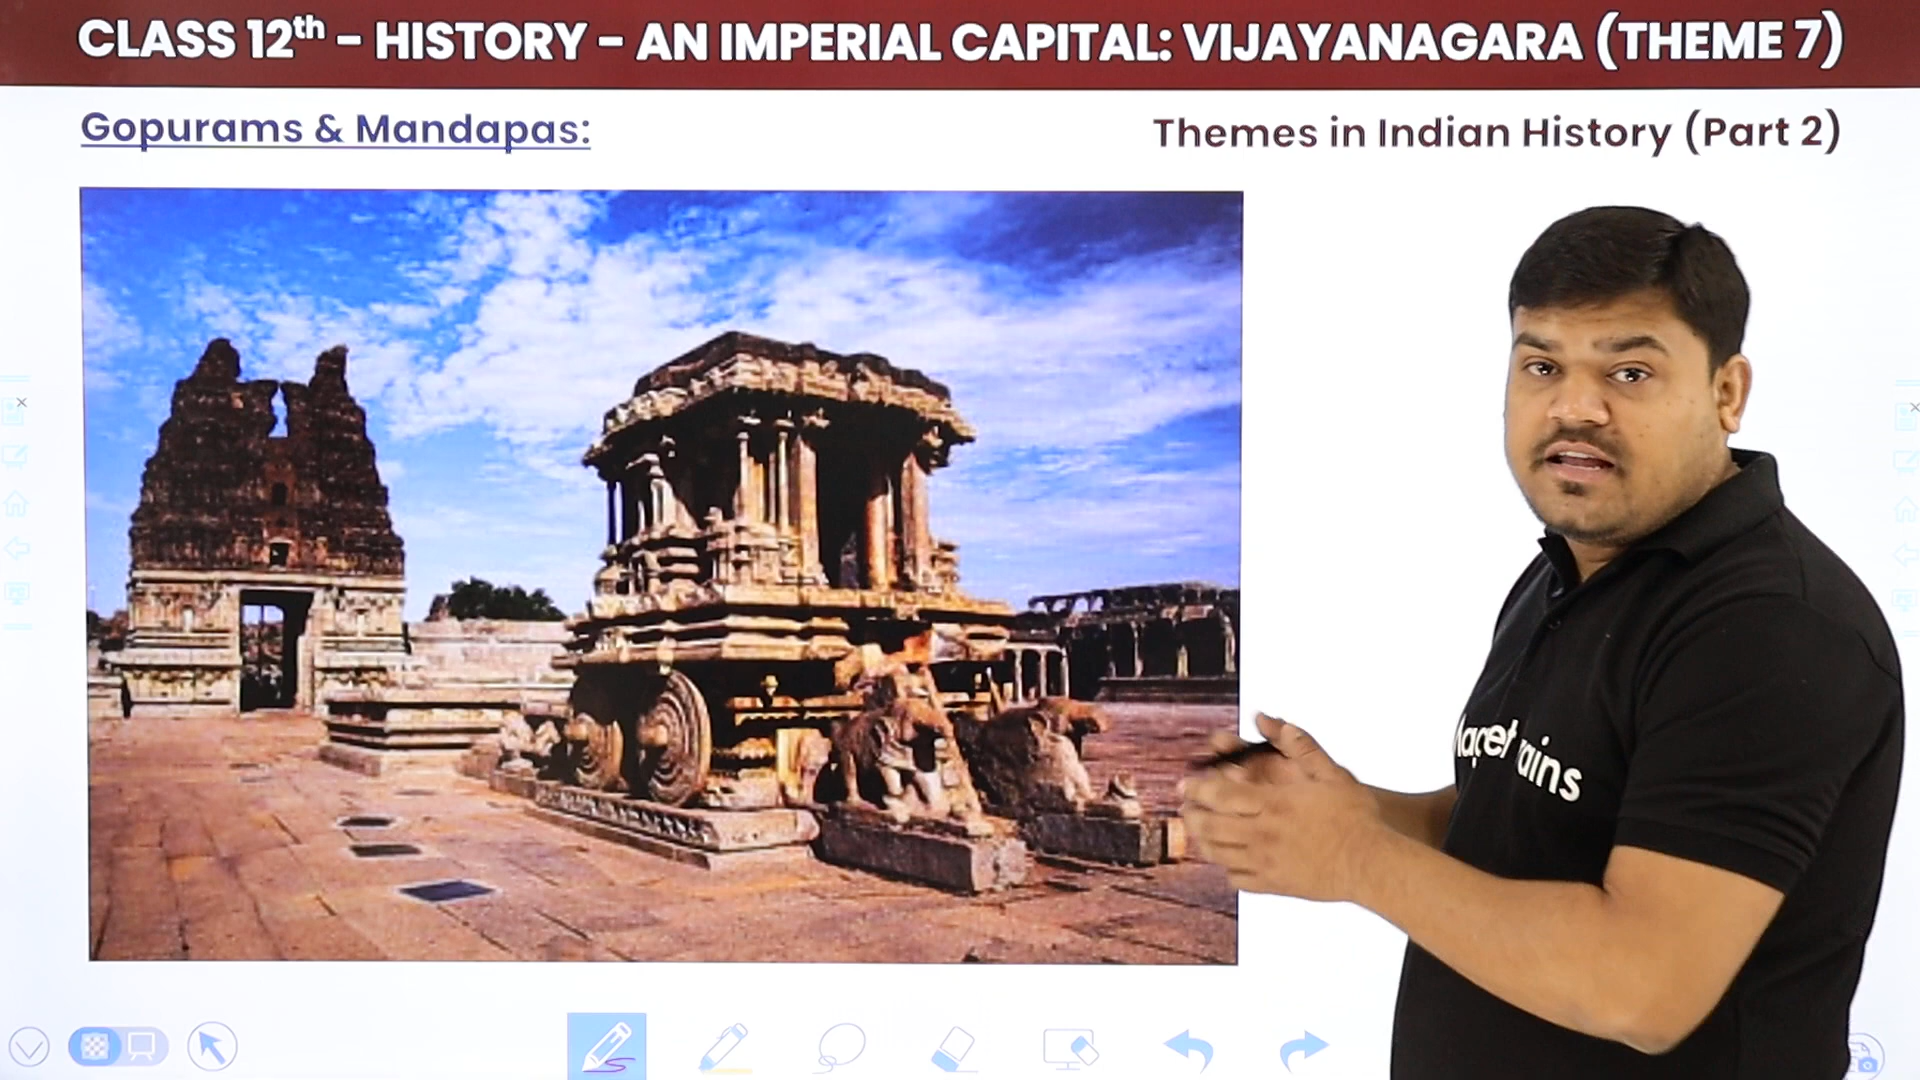 CLASS 12th - HISTORY - AN IMPERIAL CAPITAL: VIJAYANAGARA (THEME 7)
Gopurams & Mandapas:
Themes in Indian History (Part 2)